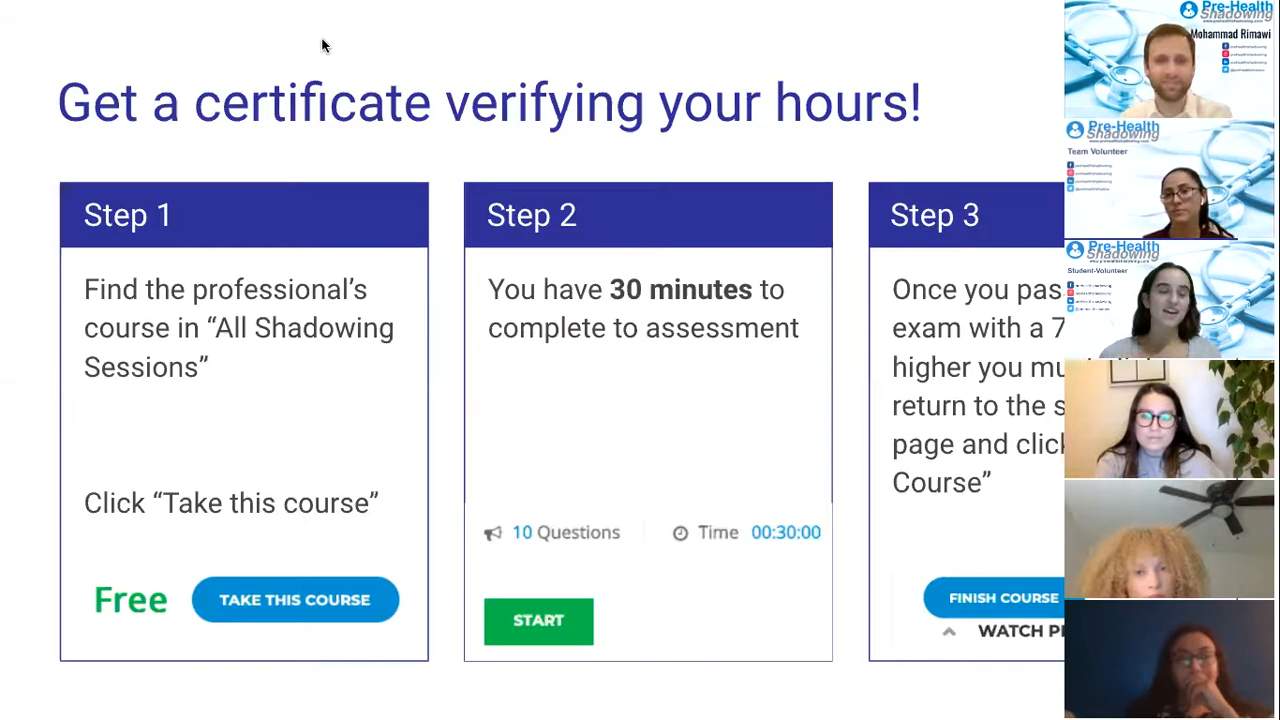 Get a certificate verifying your hours!
Step 1
Find the professional’s
course in “All Shadowing
Sessions”
Click “Take this course”
Free
TAKE THIS COURSE
Step 2
You have 30 minutes to
complete to assessment
10 Questions
Time 00:30:00
START
Step 3
Once you pas
exam with a 7
higher you mu
return to the s
page and clic
Course”
FINISH COURSE
WATCH PR
Pre-Health
Shadowing
Mohammad Rimawi
Pre-Health
Shadowing
Team Volunteer
Pre-Health
Shadowing
Student-Volunteer